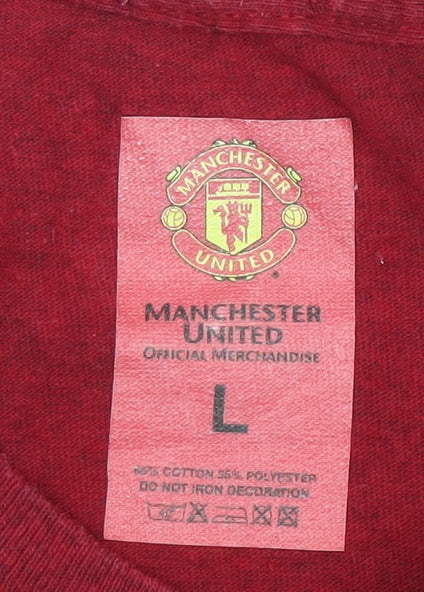 MANCHESTER
UNITED
MANCHESTER
UNITED
OFFICIAL MERCHANDISE
L
COTTON 35% POLYESTER
DO NOT IRON DECORATION